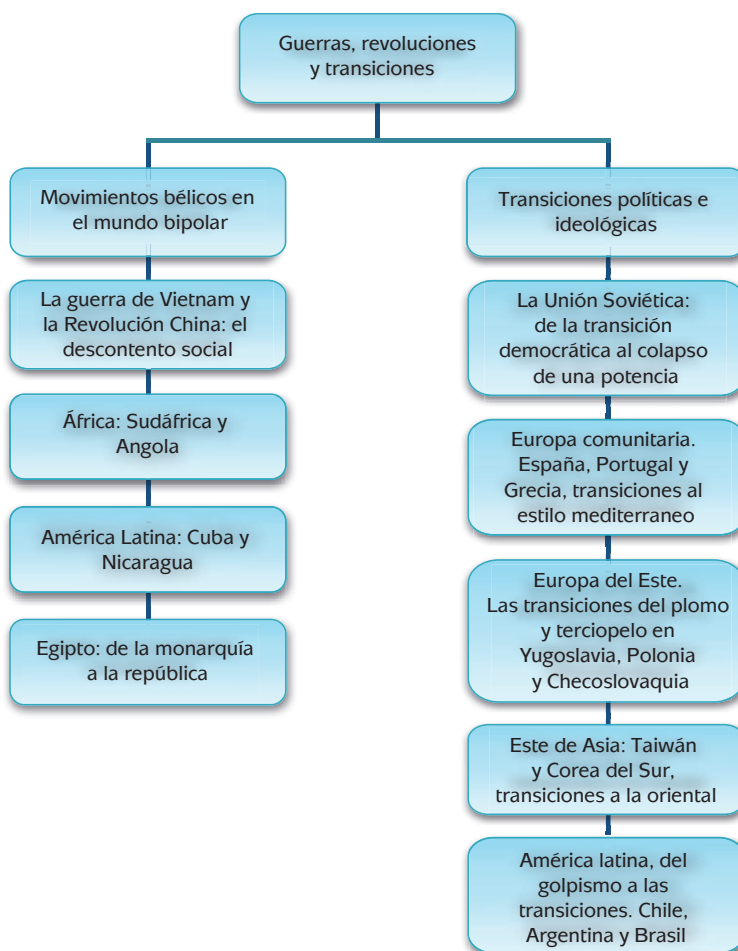 Guerras, revoluciones
y transiciones
Movimientos bélicos en
el mundo bipolar
La guerra de Vietnam y
la Revolución China: el
descontento social
África: Sudáfrica y
Angola
América Latina: Cuba y
Nicaragua
Egipto: de la monarquía
a la república
Transiciones políticas e
ideológicas
La Unión Soviética:
de la transición
democrática al colapso
de una potencia
Europa comunitaria.
España, Portugal y
Grecia, transiciones al
estilo mediterraneo
Europa del Este.
Las transiciones del plomo
y terciopelo en
Yugoslavia, Polonia
y Checoslovaquia
Este de Asia: Taiwán
y Corea del Sur,
transiciones a la oriental
América latina, del
golpismo a las
transiciones. Chile,
Argentina y Brasil